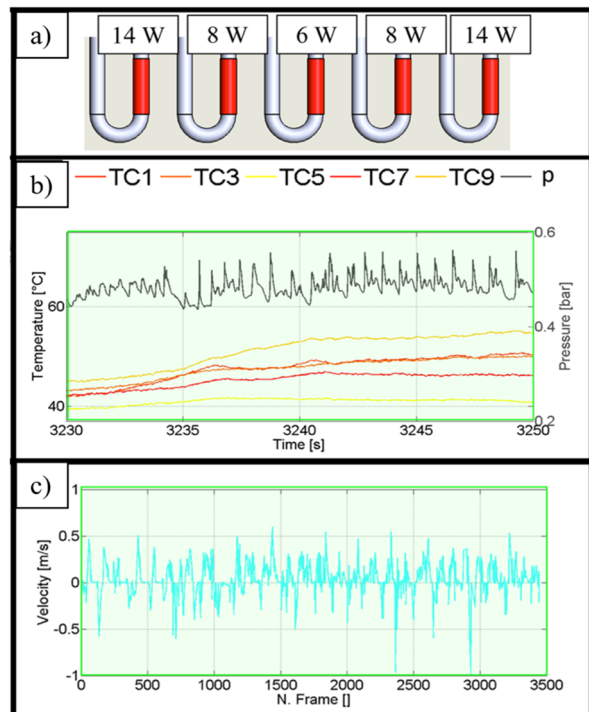 a)
14 W 8 W 6 W 8 W 14 W
b)
TC1 TC3 TC5 TC7 TC9 p
Temperature [°C]
60
40
0.6
0.4
0.2
Pressure [bar]
3230 3235 3240 3245 3250
Time [s]
c)
Velocity [m/s]
1
0.5
0
-0.5
-1
0 500 1000 1500 2000 2500 3000 3500
N. Frame []